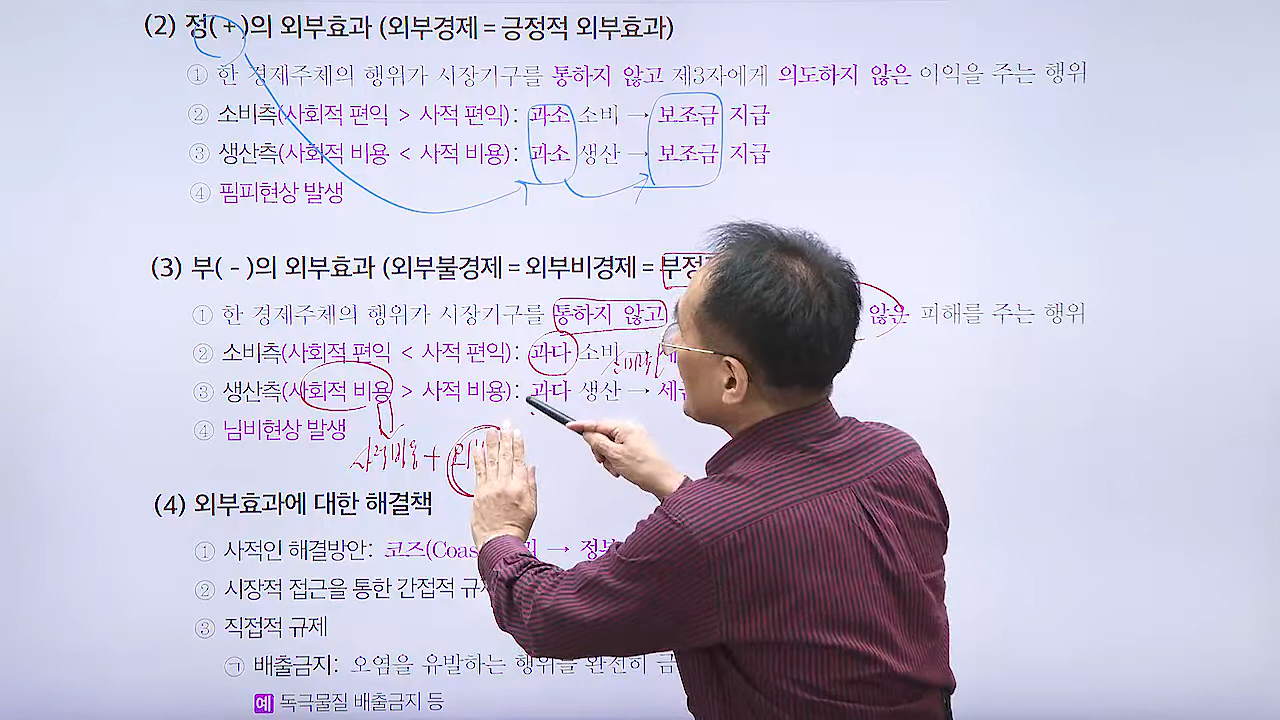 (2) 정( + )의 외부효과 (외부경제 = 긍정적 외부효과)
① 한 경제주체의 행위가 시장기구를 통하지 않고 제3자에게 의도하지 않은 이익을 주는 행위
② 소비측(사회적 편익 > 사적 편익): 과소 소비 → 보조금 지급
③ 생산측(사회적 비용 < 사적 비용): 과소 생산 → 보조금 지급
④ 핌피현상 발생
(3) 부( - )의 외부효과 (외부불경제 = 외부비경제 =
① 한 경제주체의 행위가 시장기구를 통하지 않고 않은 피해를 주는 행위
② 소비측(사회적 편익 < 사적 편익): 과다 소비
③ 생산측(사회적 비용 > 사적 비용): 과다 생산 →
④ 님비현상 발생
사적비용 +
(4) 외부효과에 대한 해결책
① 사적인 해결방안: →
② 시장적 접근을 통한 간접적
③ 직접적 규제
㉠ 배출금지: 오염을 유발하는 행위를 완전히
예 독극물질 배출금지 등